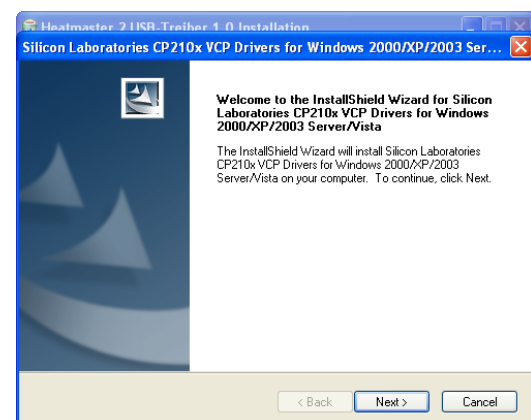 Heatmaster 2 USB-Treiber 1.0 Installation
Silicon Laboratories CP210x VCP Drivers for Windows 2000/XP/2003 Ser...
Welcome to the InstallShield Wizard for Silicon
Laboratories CP210x VCP Drivers for Windows
2000/XP/2003 Server/Vista
The InstallShield Wizard will install Silicon Laboratories
CP210x VCP Drivers for Windows 2000/XP/2003
Server/Vista on your computer. To continue, click Next.
< Back Next > Cancel